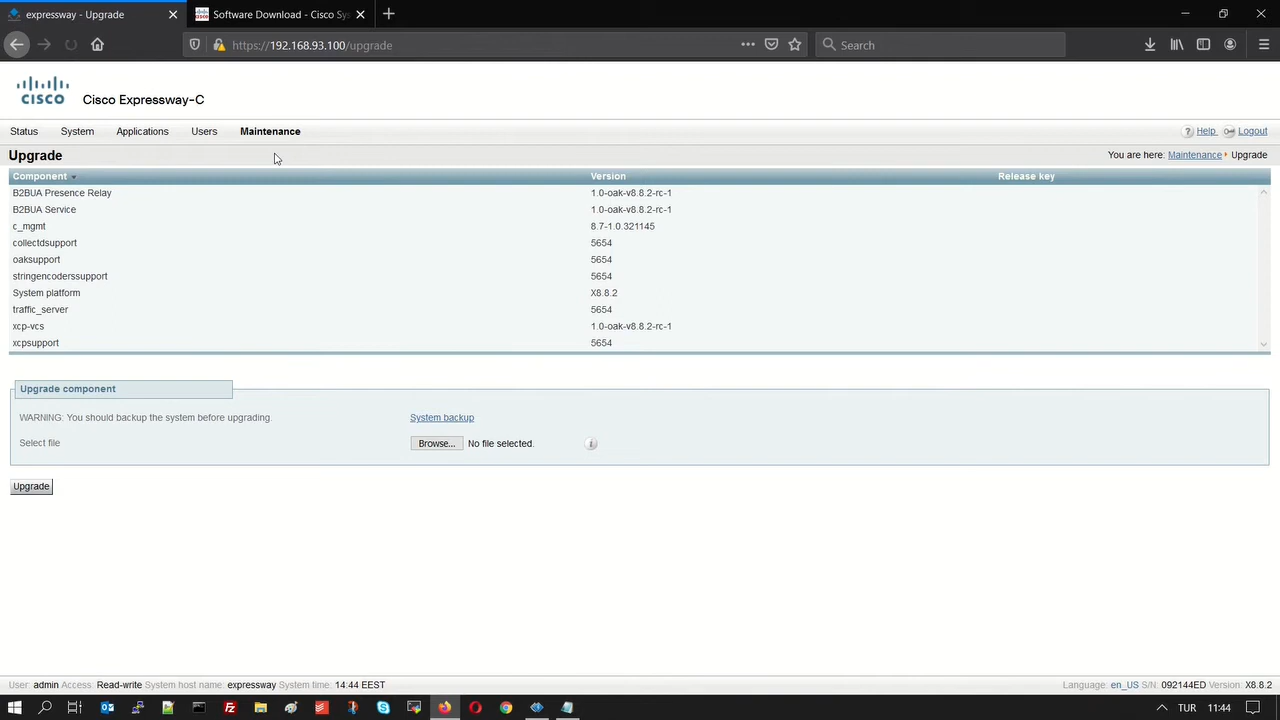 expressway - Upgrade
Software Download - Cisco Sys
https://192.168.93.100/upgrade
Search
CISCO
Cisco Expressway-C
Status System Applications Users Maintenance
Help Logout
Upgrade
You are here: Maintenance Upgrade
Component Version Release key
B2BUA Presence Relay 1.0-oak-v8.8.2-rc-1
B2BUA Service 1.0-oak-v8.8.2-rc-1
c_mgmt 8.7-1.0.321145
collectdsupport 5654
oaksupport 5654
stringencoderssupport 5654
System platform X8.8.2
traffic_server 5654
xcp-vcs 1.0-oak-v8.8.2-rc-1
xcpsupport 5654
Upgrade component
WARNING: You should backup the system before upgrading. System backup
Select file Browse... No file selected.
Upgrade
User: admin Access: Read-write System host name: expressway System time: 14:44 EEST
Language: en_US S/N: 092144ED Version: X8.8.2
TUR 11:44